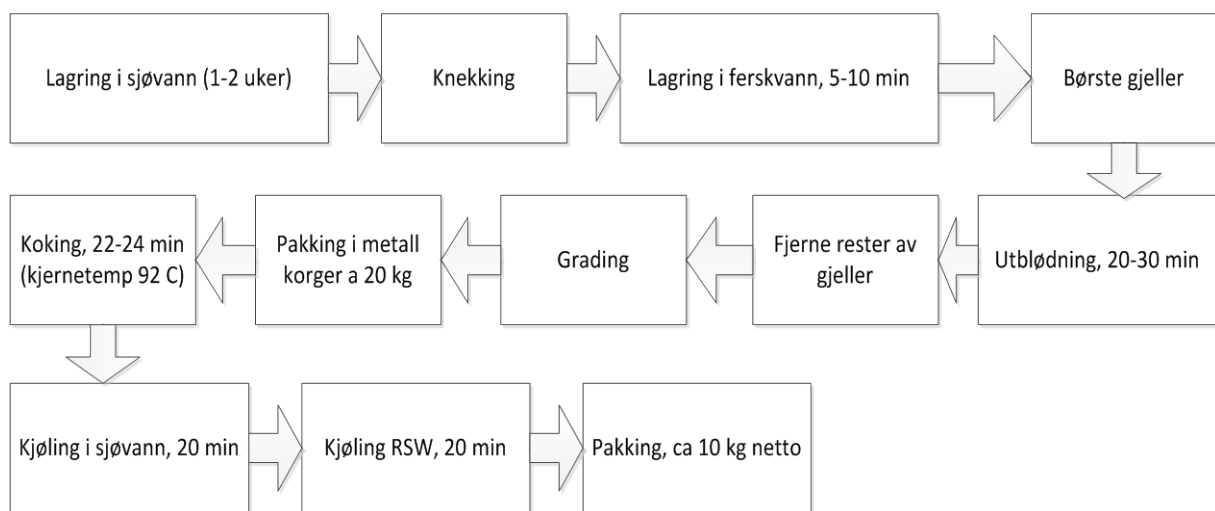 Lagring i sjøvann (1-2 uker)
Knekking
Lagring i ferskvann, 5-10 min
Børste gjeller
Utblødning, 20-30 min
Fjerne rester av
gjeller
Grading
Pakking i metall
korger a 20 kg
Koking, 22-24 min
(kjernetemp 92 C)
Kjøling i sjøvann, 20 min
Kjøling RSW, 20 min
Pakking, ca 10 kg netto